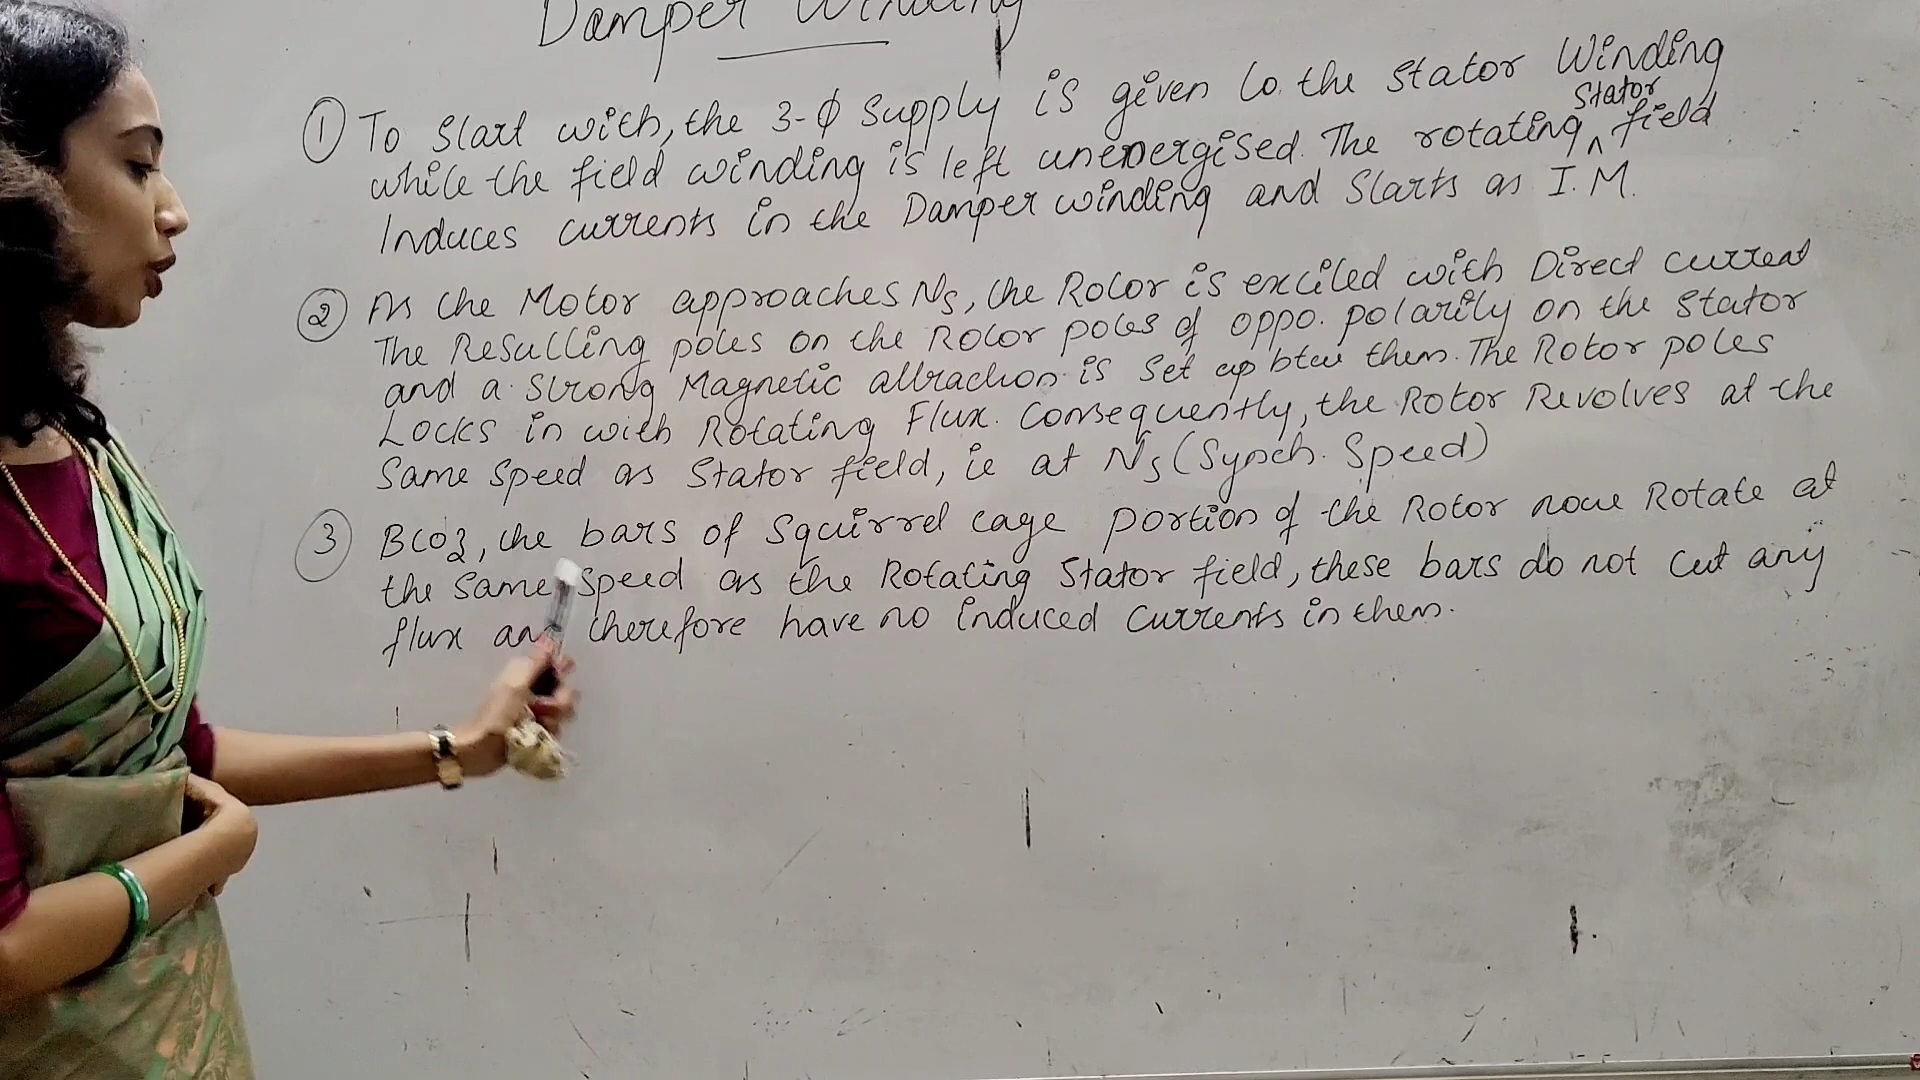 Damper Winding
① To Start with, the 3-ϕ Supply is given to the Stator Winding
while the field winding is left unenergised. The rotating ^ Stator field
Induces currents in the Damper winding and Starts as I.M.
② As the Motor approaches Ns, the Rotor is excited with Direct current
The Resulting poles on the Rotor poles of oppo. polarity on the Stator
and a Strong Magnetic attraction is Set up btw them. The Rotor poles
Locks in with Rotating Flux. Consequently, the Rotor Revolves at the
Same Speed as Stator field, ie at Ns (Synch. Speed)
③ Bcoz, the bars of Squirrel cage portion of the Rotor now Rotate at
the Same Speed as the Rotating Stator field, these bars do not cut any
flux and therefore have no induced Currents in them.